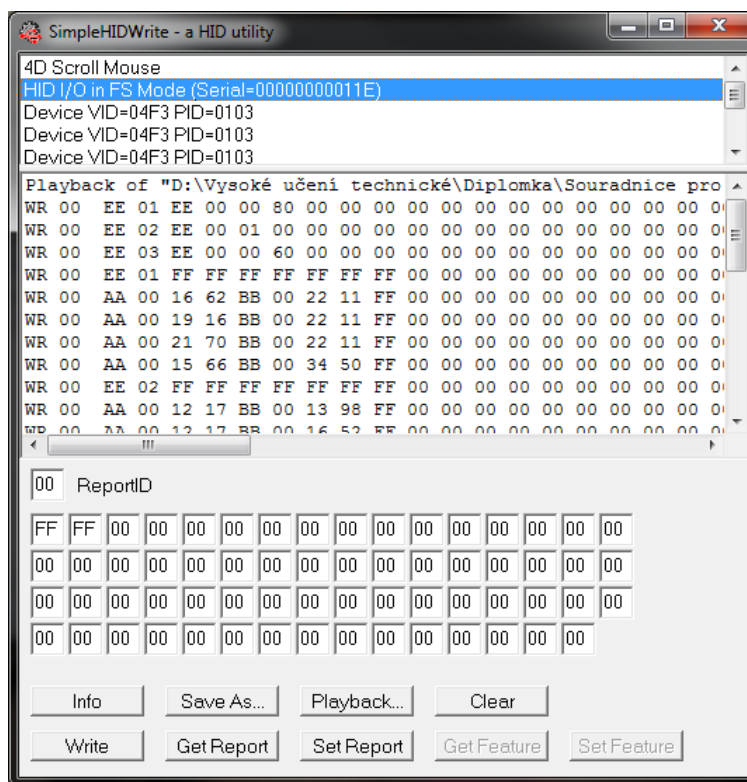 SimpleHIDWrite - a HID utility
4D Scroll Mouse
HID I/O in FS Mode (Serial=00000000011E)
Device VID=04F3 PID=0103
Device VID=04F3 PID=0103
Device VID=04F3 PID=0103
Playback of "D:\Vysoké učení technické\Diplomka\Souradnice pro
WR 00 EE 01 EE 00 00 80 00 00 00 00 00 00 00 00 00 00
WR 00 EE 02 EE 00 01 00 00 00 00 00 00 00 00 00 00 00
WR 00 EE 03 EE 00 00 60 00 00 00 00 00 00 00 00 00 00
WR 00 EE 01 FF FF FF FF FF FF FF 00 00 00 00 00 00 00
WR 00 AA 00 16 62 BB 00 22 11 FF 00 00 00 00 00 00 00
WR 00 AA 00 19 16 BB 00 22 11 FF 00 00 00 00 00 00 00
WR 00 AA 00 21 70 BB 00 22 11 FF 00 00 00 00 00 00 00
WR 00 AA 00 15 66 BB 00 34 50 FF 00 00 00 00 00 00 00
WR 00 EE 02 FF FF FF FF FF FF FF 00 00 00 00 00 00 00
WR 00 AA 00 12 17 BB 00 13 98 FF 00 00 00 00 00 00 00
WR 00 AA 00 12 17 BB 00 16 52 FF 00 00 00 00 00 00 00
00 ReportID
FF FF 00 00 00 00 00 00 00 00 00 00 00 00 00 00
00 00 00 00 00 00 00 00 00 00 00 00 00 00 00 00
00 00 00 00 00 00 00 00 00 00 00 00 00 00 00 00
00 00 00 00 00 00 00 00 00 00 00 00 00 00 00
Info Save As... Playback... Clear
Write Get Report Set Report Get Feature Set Feature